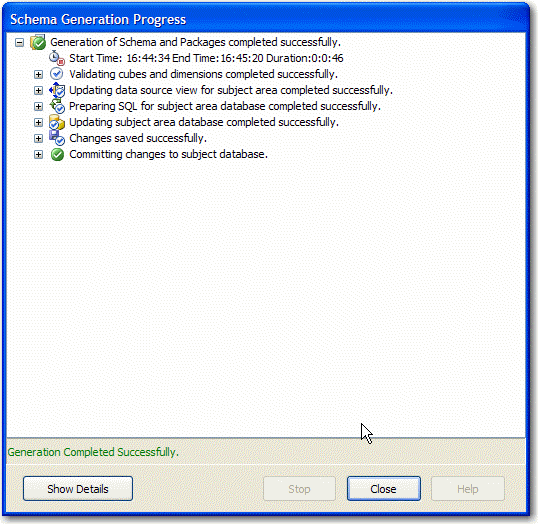 Schema Generation Progress
Generation of Schema and Packages completed successfully.
Start Time: 16:44:34 End Time:16:45:20 Duration:0:0:46
Validating cubes and dimensions completed successfully.
Updating data source view for subject area completed successfully.
Preparing SQL for subject area database completed successfully.
Updating subject area database completed successfully.
Changes saved successfully.
Committing changes to subject database.
Generation Completed Successfully.
Show Details
Stop
Close
Help